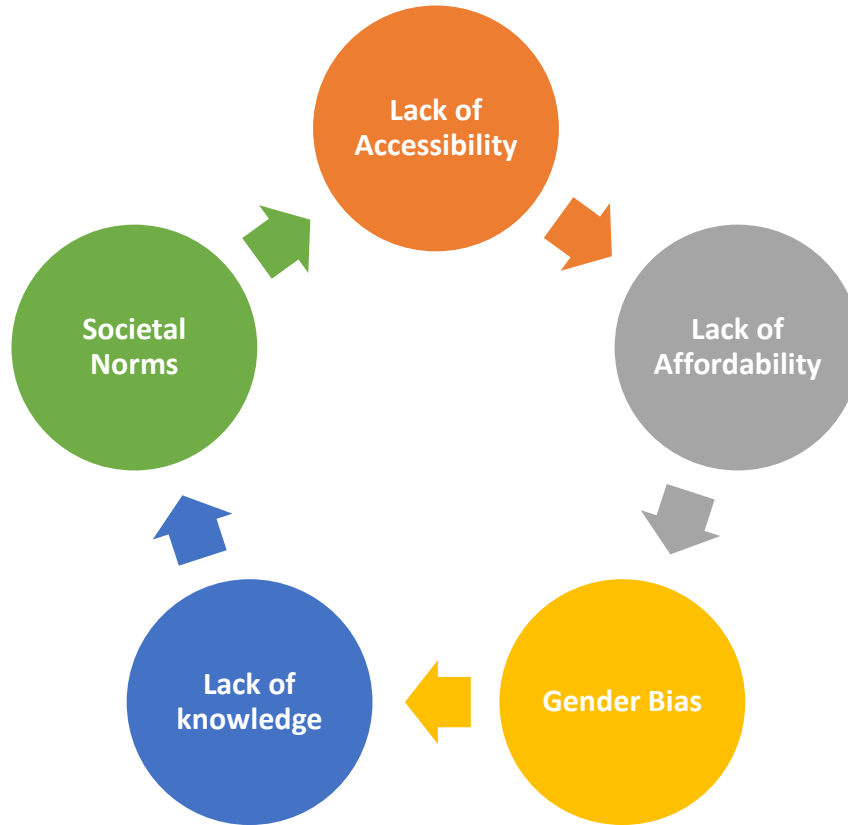 Lack of
Accessibility
Lack of
Affordability
Gender Bias
Lack of
knowledge
Societal
Norms